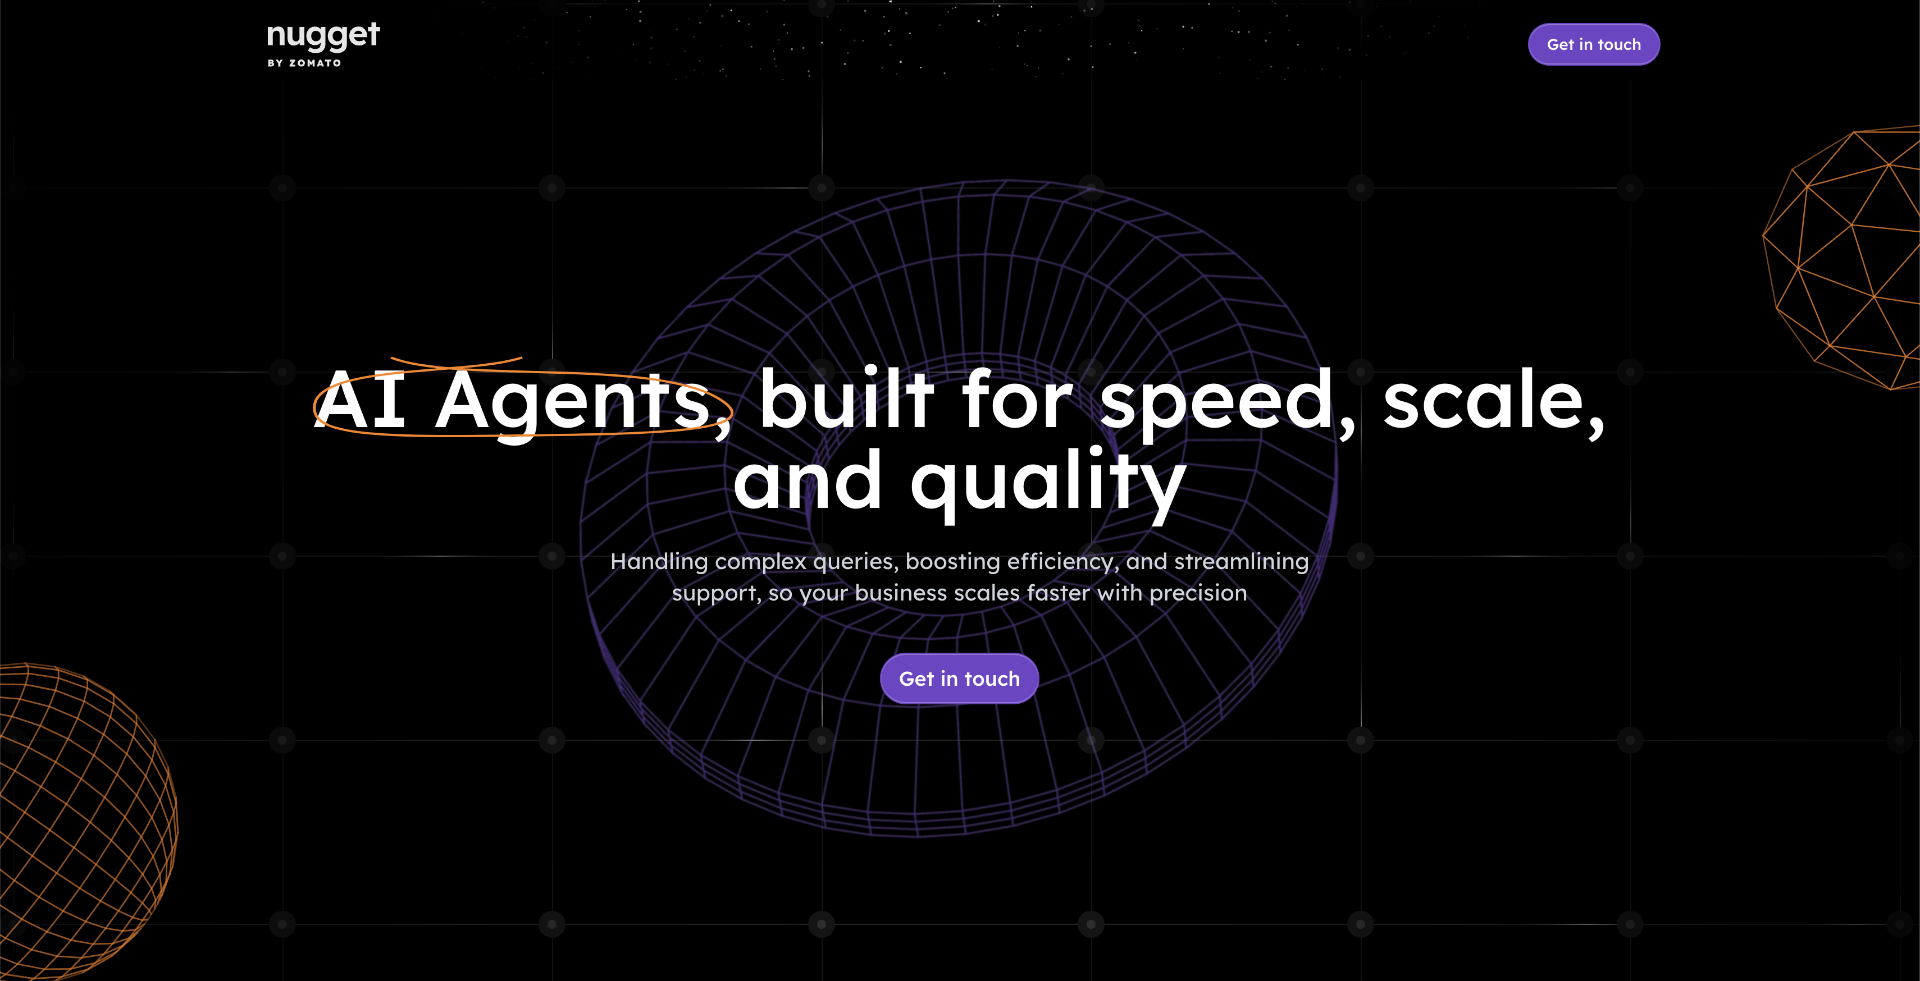 nugget
BY ZOMATO
Get in touch
AI Agents, built for speed, scale,
and quality
Handling complex queries, boosting efficiency, and streamlining
support, so your business scales faster with precision
Get in touch